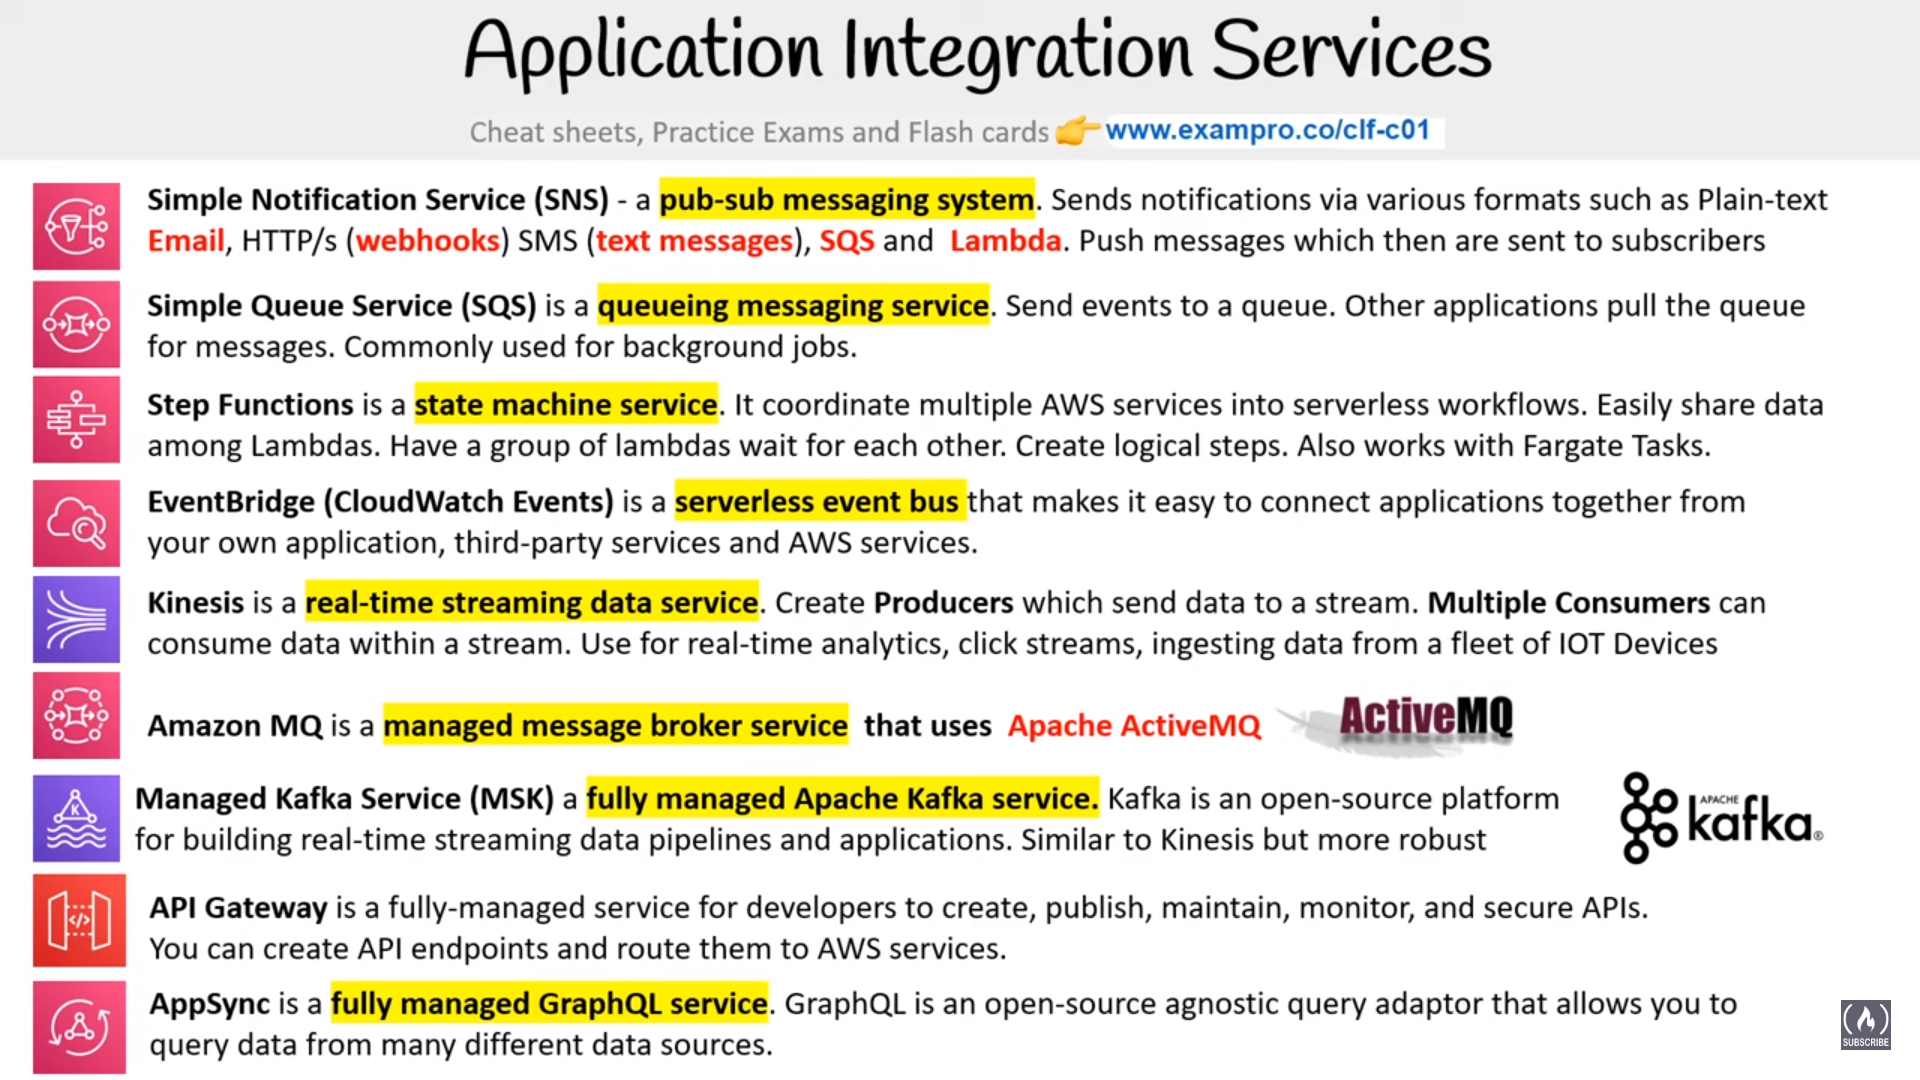 Application Integration Services
Cheat sheets, Practice Exams and Flash cards 👉 www.exampro.co/clf-c01
Simple Notification Service (SNS) - a pub-sub messaging system. Sends notifications via various formats such as Plain-text
Email, HTTP/s (webhooks) SMS (text messages), SQS and Lambda. Push messages which then are sent to subscribers
Simple Queue Service (SQS) is a queueing messaging service. Send events to a queue. Other applications pull the queue
for messages. Commonly used for background jobs.
Step Functions is a state machine service. It coordinate multiple AWS services into serverless workflows. Easily share data
among Lambdas. Have a group of lambdas wait for each other. Create logical steps. Also works with Fargate Tasks.
EventBridge (CloudWatch Events) is a serverless event bus that makes it easy to connect applications together from
your own application, third-party services and AWS services.
Kinesis is a real-time streaming data service. Create Producers which send data to a stream. Multiple Consumers can
consume data within a stream. Use for real-time analytics, click streams, ingesting data from a fleet of IOT Devices
Amazon MQ is a managed message broker service that uses Apache ActiveMQ
ActiveMQ
Managed Kafka Service (MSK) a fully managed Apache Kafka service. Kafka is an open-source platform
for building real-time streaming data pipelines and applications. Similar to Kinesis but more robust
K
APACHE
kafka®
API Gateway is a fully-managed service for developers to create, publish, maintain, monitor, and secure APIs.
You can create API endpoints and route them to AWS services.
</>
AppSync is a fully managed GraphQL service. GraphQL is an open-source agnostic query adaptor that allows you to
query data from many different data sources.
SUBSCRIBE